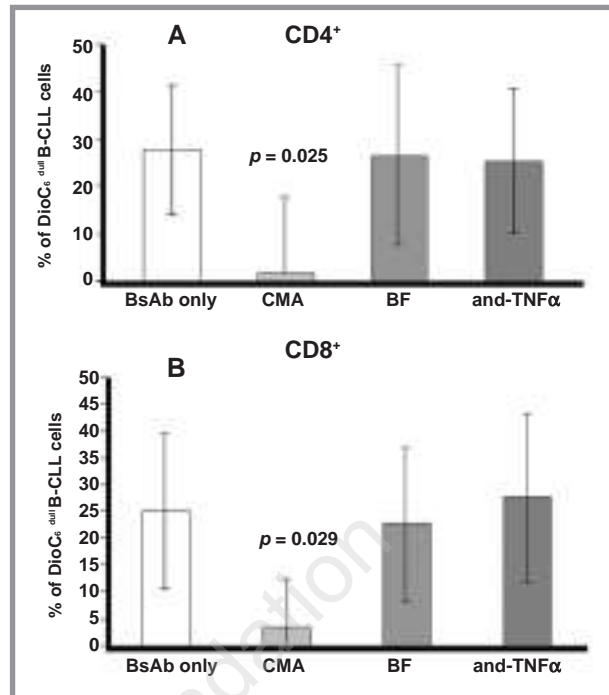 A CD4⁺
% of DioC₆ ᵈᵘˡˡ B-CLL cells
50
40
30
20
10
0
p = 0.025
BsAb only CMA BF and-TNFα
B CD8⁺
% of DioC₆ ᵈᵘˡˡ B-CLL cells
50
45
40
35
30
25
20
15
10
5
0
p = 0.029
BsAb only CMA BF and-TNFα
dation